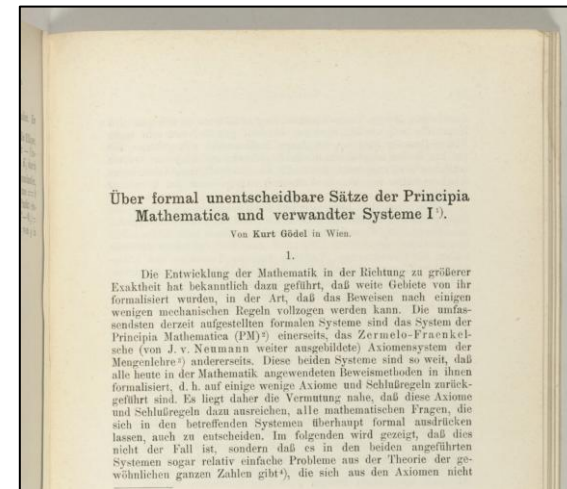 Über formal unentscheidbare Sätze der Principia
Mathematica und verwandter Systeme I¹).
Von Kurt Gödel in Wien.
1.
Die Entwicklung der Mathematik in der Richtung zu größerer
Exaktheit hat bekanntlich dazu geführt, daß weite Gebiete von ihr
formalisiert wurden, in der Art, daß das Beweisen nach einigen
wenigen mechanischen Regeln vollzogen werden kann. Die umfas-
sendsten derzeit aufgestellten formalen Systeme sind das System der
Principia Mathematica (PM)²) einerseits, das Zermelo-Fraenkel-
sche (von J. v. Neumann weiter ausgebildete) Axiomensystem der
Mengenlehre³) andererseits. Diese beiden Systeme sind so weit, daß
alle heute in der Mathematik angewendeten Beweismethoden in ihnen
formalisiert, d. h. auf einige wenige Axiome und Schlußregeln zurück-
geführt sind. Es liegt daher die Vermutung nahe, daß diese Axiome
und Schlußregeln dazu ausreichen, alle mathematischen Fragen, die
sich in den betreffenden Systemen überhaupt formal ausdrücken
lassen, auch zu entscheiden. Im folgenden wird gezeigt, daß dies
nicht der Fall ist, sondern daß es in den beiden angeführten
Systemen sogar relativ einfache Probleme aus der Theorie der ge-
wöhnlichen ganzen Zahlen gibt⁴), die sich aus den Axiomen nicht